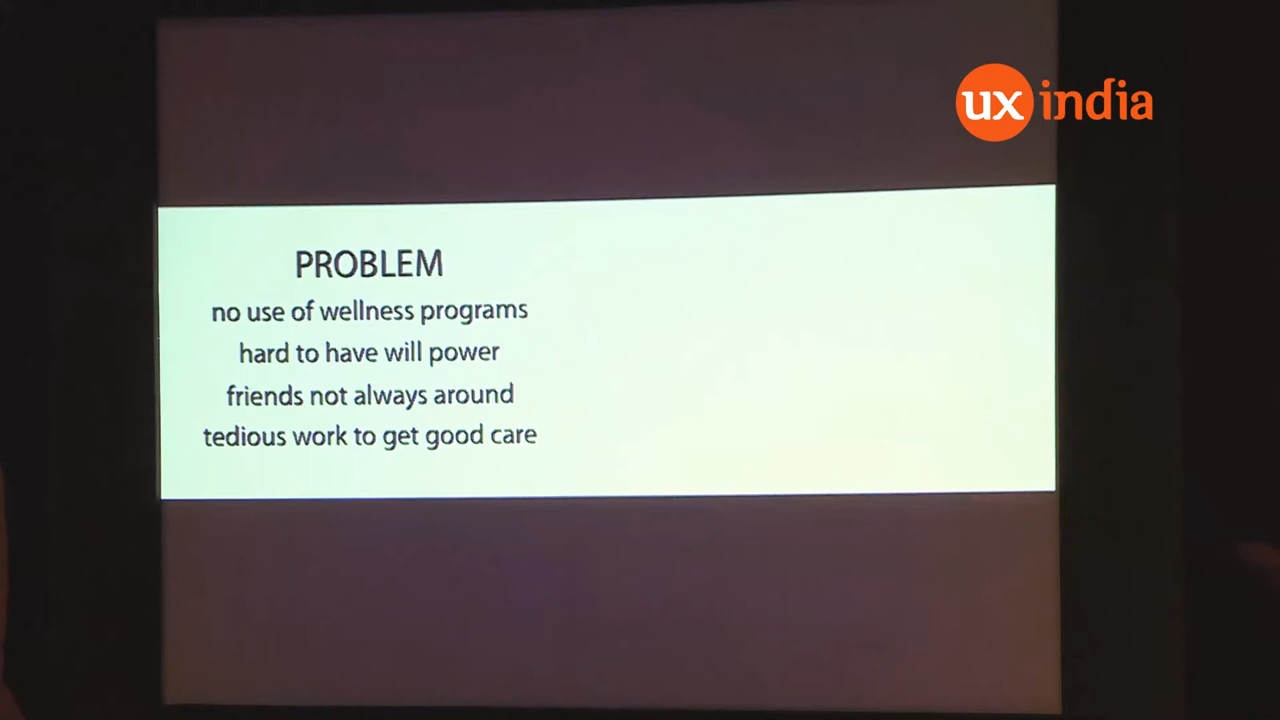 ux india
PROBLEM
no use of wellness programs
hard to have will power
friends not always around
tedious work to get good care